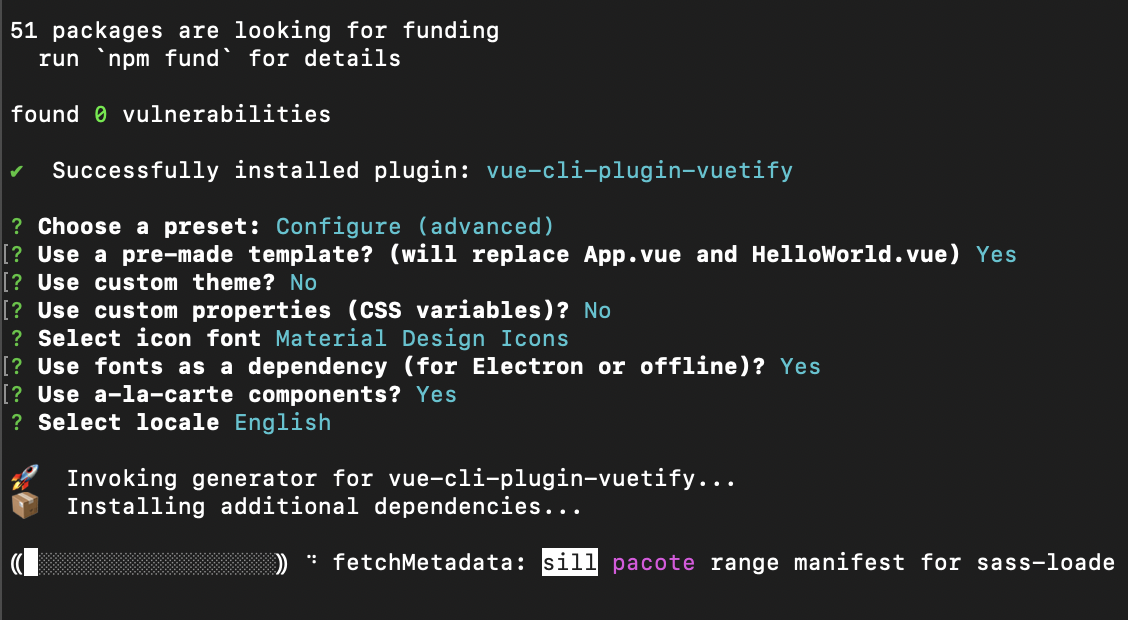 51 packages are looking for funding
run `npm fund` for details
found 0 vulnerabilities
✔ Successfully installed plugin: vue-cli-plugin-vuetify
? Choose a preset: Configure (advanced)
[? Use a pre-made template? (will replace App.vue and HelloWorld.vue) Yes
[? Use custom theme? No
[? Use custom properties (CSS variables)? No
? Select icon font Material Design Icons
[? Use fonts as a dependency (for Electron or offline)? Yes
[? Use a-la-carte components? Yes
? Select locale English
🚀 Invoking generator for vue-cli-plugin-vuetify...
📦 Installing additional dependencies...
fetchMetadata: sill pacote range manifest for sass-loade